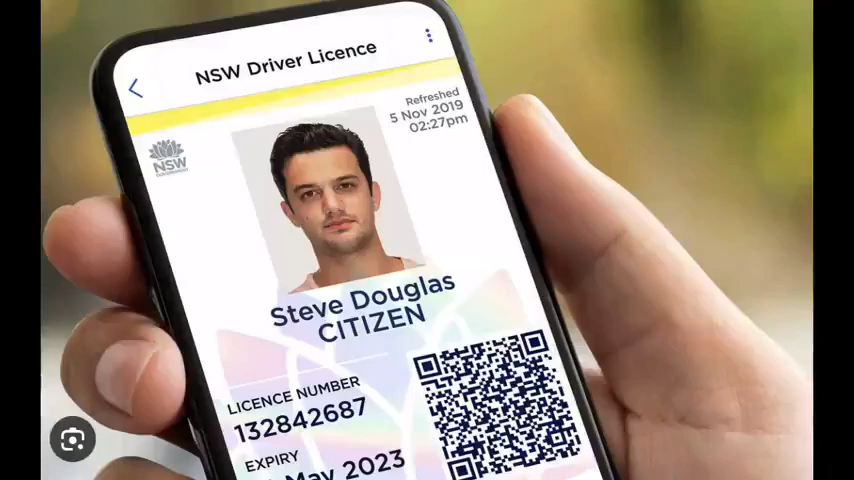 NSW Driver Licence
Refreshed
5 Nov 2019
02:27pm
NSW
Steve Douglas
CITIZEN
LICENCE NUMBER
132842687
EXPIRY
May 2023